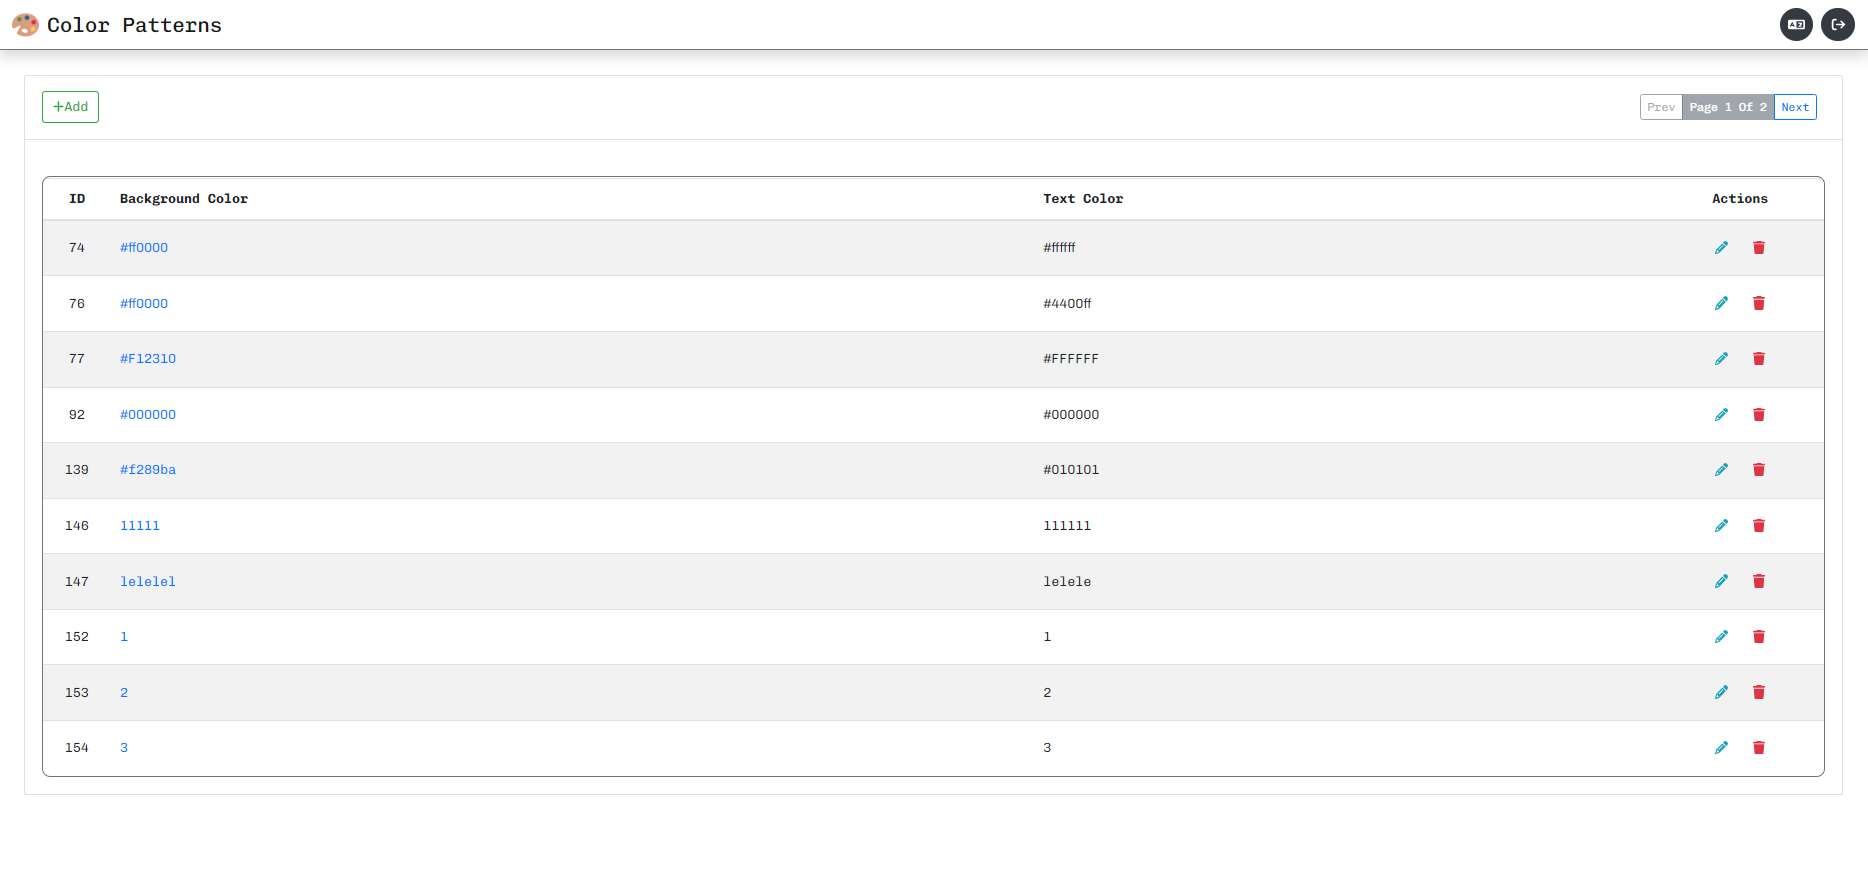 Color Patterns
+Add
Prev Page 1 Of 2 Next
ID Background Color Text Color Actions
74 #ff0000 #ffffff
76 #ff0000 #4400ff
77 #F12310 #FFFFFF
92 #000000 #000000
139 #f289ba #010101
146 11111 111111
147 lelelel lelele
152 1 1
153 2 2
154 3 3